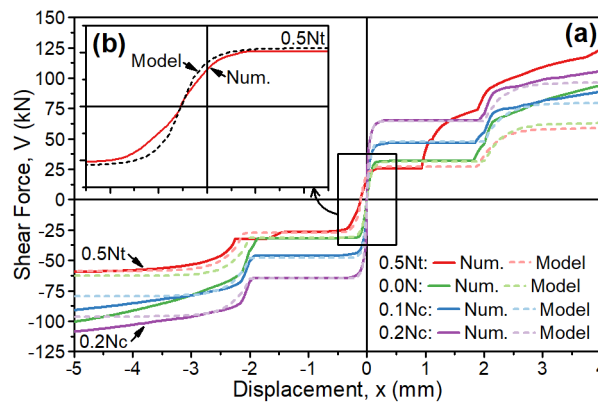 (b)
0.5Nt
Model
Num.
(a)
Shear Force, V (kN)
150
125
100
75
50
25
0
-25
-50
-75
-100
-125
0.5Nt
0.2Nc
0.5Nt: Num. Model
0.0N: Num. Model
0.1Nc: Num. Model
0.2Nc: Num. Model
-5 -4 -3 -2 -1 0 1 2 3 4
Displacement, x (mm)